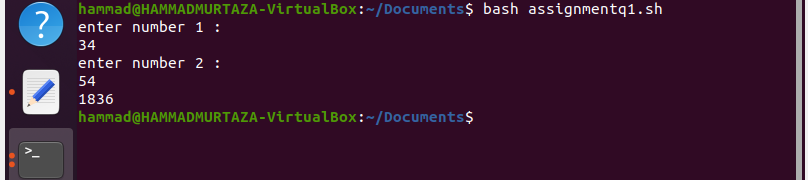 hammad@HAMMADMURTAZA-VirtualBox:~/Documents$ bash assignmentq1.sh
enter number 1 :
34
enter number 2 :
54
1836
hammad@HAMMADMURTAZA-VirtualBox:~/Documents$